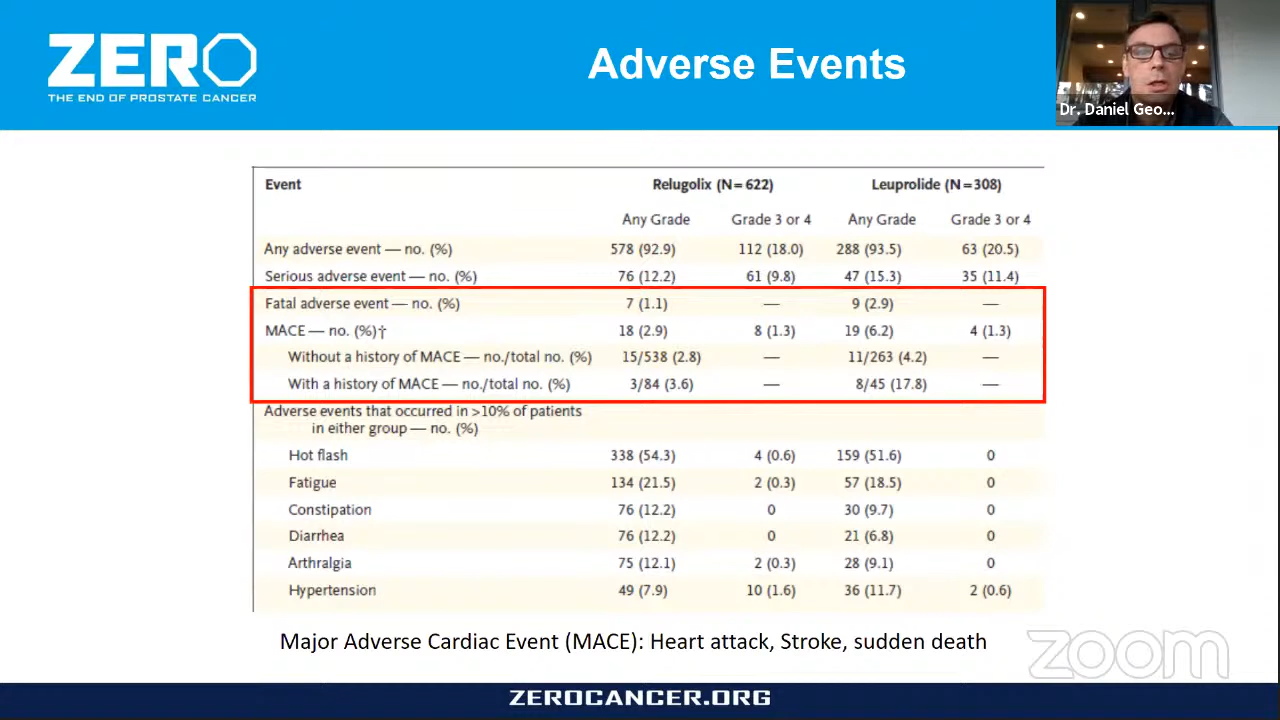 ZERO
THE END OF PROSTATE CANCER
Adverse Events
Dr. Daniel Geo...
Event Relugolix (N=622) Leuprolide (N=308)
Any Grade Grade 3 or 4 Any Grade Grade 3 or 4
Any adverse event — no. (%) 578 (92.9) 112 (18.0) 288 (93.5) 63 (20.5)
Serious adverse event — no. (%) 76 (12.2) 61 (9.8) 47 (15.3) 35 (11.4)
Fatal adverse event — no. (%) 7 (1.1) — 9 (2.9) —
MACE — no. (%)† 18 (2.9) 8 (1.3) 19 (6.2) 4 (1.3)
Without a history of MACE — no./total no. (%) 15/538 (2.8) — 11/263 (4.2) —
With a history of MACE — no./total no. (%) 3/84 (3.6) — 8/45 (17.8) —
Adverse events that occurred in >10% of patients
in either group — no. (%)
Hot flash 338 (54.3) 4 (0.6) 159 (51.6) 0
Fatigue 134 (21.5) 2 (0.3) 57 (18.5) 0
Constipation 76 (12.2) 0 30 (9.7) 0
Diarrhea 76 (12.2) 0 21 (6.8) 0
Arthralgia 75 (12.1) 2 (0.3) 28 (9.1) 0
Hypertension 49 (7.9) 10 (1.6) 36 (11.7) 2 (0.6)
Major Adverse Cardiac Event (MACE): Heart attack, Stroke, sudden death
zoom
ZEROCANCER.ORG